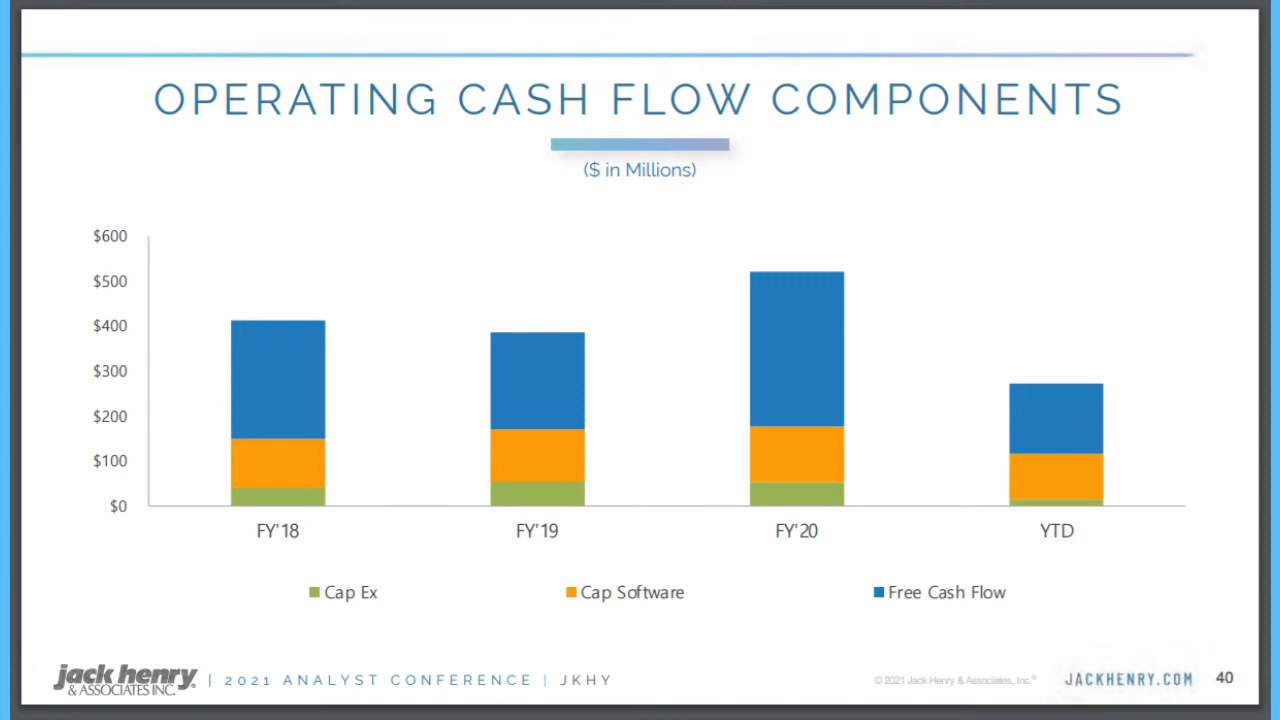 OPERATING CASH FLOW COMPONENTS
($ in Millions)
$600
$500
$400
$300
$200
$100
$0
FY'18 FY'19 FY'20 YTD
Cap Ex Cap Software Free Cash Flow
jack henry
& ASSOCIATES INC.®
| 2021 ANALYST CONFERENCE | JKHY
© 2021 Jack Henry & Associates, Inc.®
JACKHENRY.COM 40